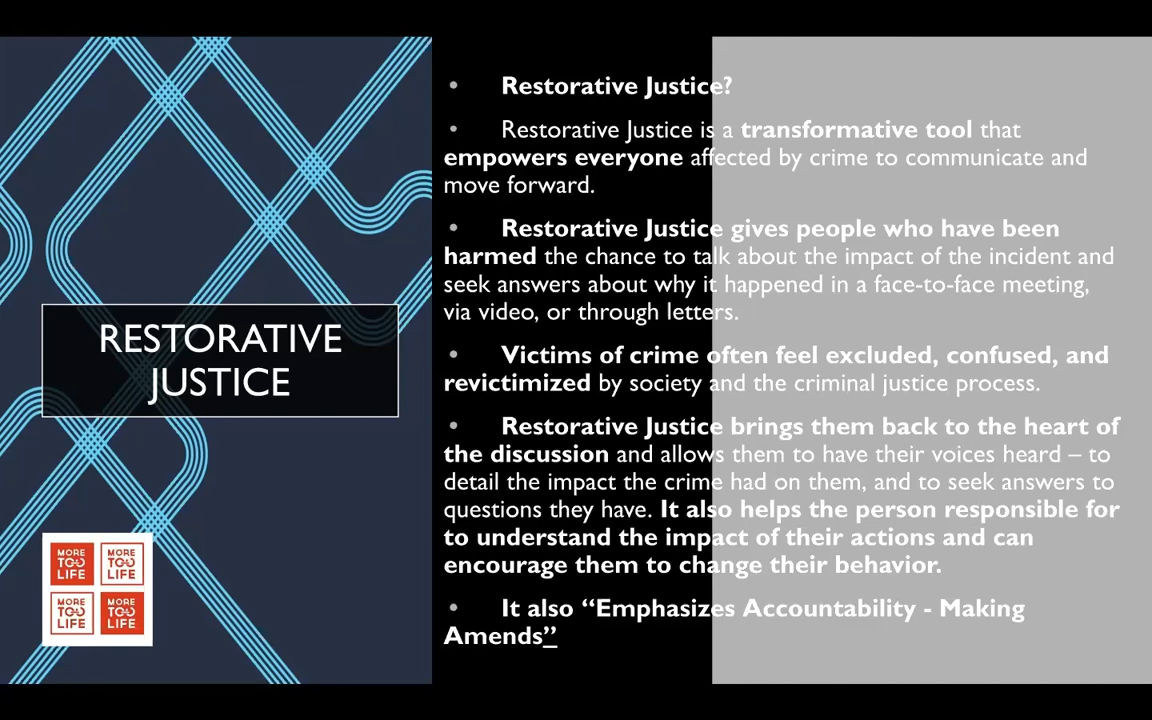 RESTORATIVE
JUSTICE
MORE
TOO
LIFE
MORE
TOO
LIFE
MORE
TOO
LIFE
MORE
TOO
LIFE
• Restorative Justice?
• Restorative Justice is a transformative tool that
empowers everyone affected by crime to communicate and
move forward.
• Restorative Justice gives people who have been
harmed the chance to talk about the impact of the incident and
seek answers about why it happened in a face-to-face meeting,
via video, or through letters.
• Victims of crime often feel excluded, confused, and
revictimized by society and the criminal justice process.
• Restorative Justice brings them back to the heart of
the discussion and allows them to have their voices heard – to
detail the impact the crime had on them, and to seek answers to
questions they have. It also helps the person responsible for
to understand the impact of their actions and can
encourage them to change their behavior.
• It also “Emphasizes Accountability - Making
Amends”